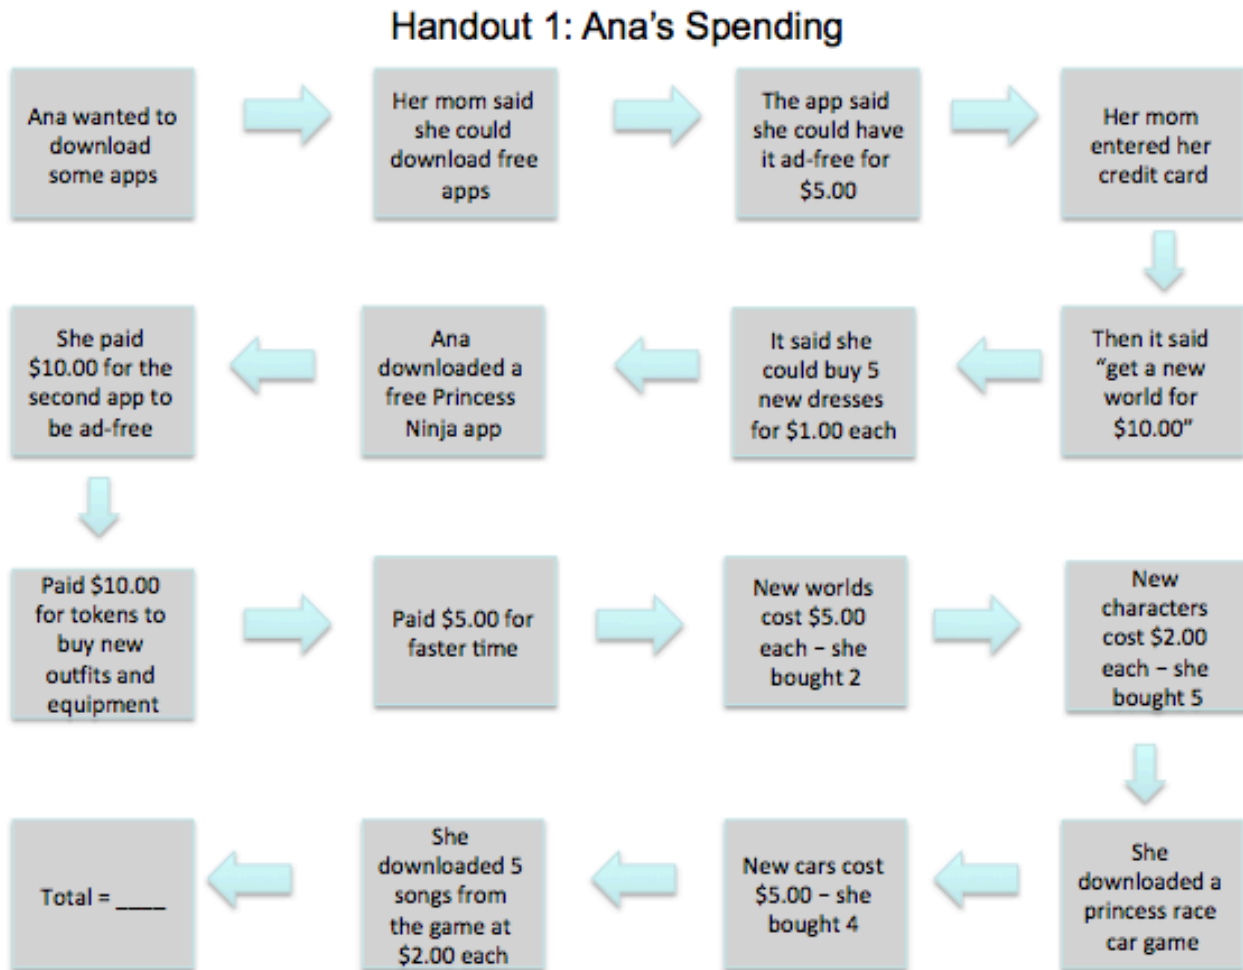 Handout 1: Ana's Spending
Ana wanted to
download
some apps
Her mom said
she could
download free
apps
The app said
she could have
it ad-free for
$5.00
Her mom
entered her
credit card
Then it said
“get a new
world for
$10.00”
It said she
could buy 5
new dresses
for $1.00 each
Ana
downloaded a
free Princess
Ninja app
She paid
$10.00 for the
second app to
be ad-free
Paid $10.00
for tokens to
buy new
outfits and
equipment
Paid $5.00 for
faster time
New worlds
cost $5.00
each – she
bought 2
New
characters
cost $2.00
each – she
bought 5
She
downloaded a
princess race
car game
New cars cost
$5.00 – she
bought 4
She
downloaded 5
songs from
the game at
$2.00 each
Total = ____